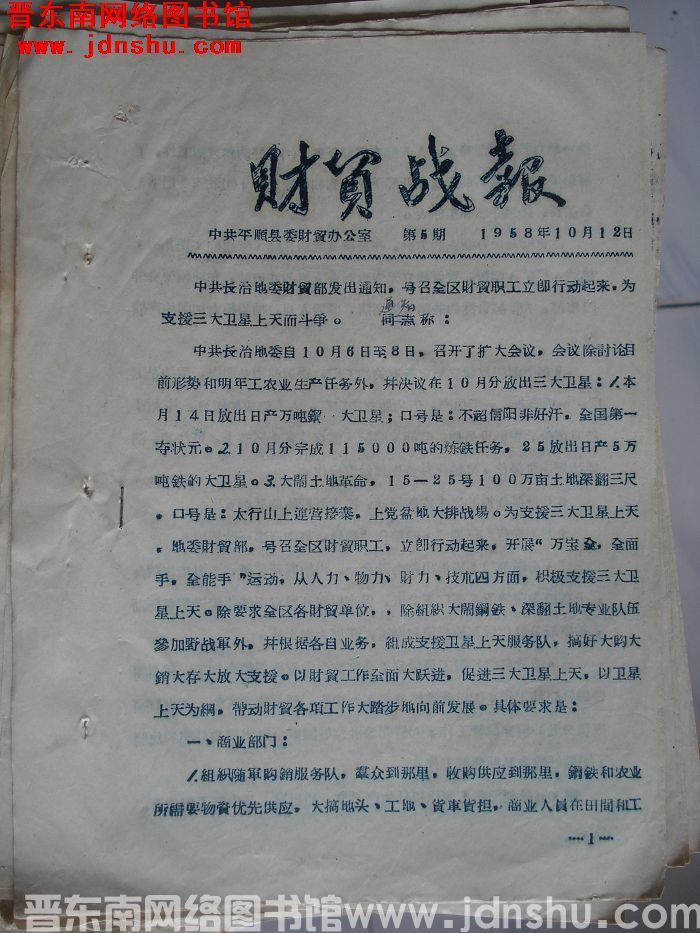 晋东南网络图书馆
www.jdnshu.com
财贸战報
中共平順县委財貿办公室 第5期 1958年10月12日
中共长治地委財貿部发出通知，号召全区財貿职工立卽行动起来，为
支援三大卫星上天而斗爭。 称：
中共长治地委自10月6日至8日，召开了扩大会议，会议除討论目
前形势和明年工农业生产任务外，幷决议在10月分放出三大卫星：1.本
月14日放出日产万吨鋼一大卫星；口号是：不超信阳非好汗，全国第一
夺状元。2.10月分完成115000吨的炼鉄任务，25放出日产5万
吨鉄的大卫星。3.大闹土地革命，15—25号100万亩土地深翻三尺
，口号是：太行山上連营接寨，上党盆地大排战場。为支援三大卫星上天
，地委財貿部，号召全区財貿职工，立卽行动起来，开展“万宝全，全面
手，全能手”运动，从人力、物力、財力、技朮四方面，积极支援三大卫
星上天。除要求全区各財貿单位，，除組織大闹鋼鉄、深翻土地专业队伍
參加野战軍外，幷根据各自业务，組成支援卫星上天服务队，搞好大购大
銷大存大放大支援。以財貿工作全面大跃进，促进三大卫星上天，以卫星
上天为綱，帶动財貿各項工作大踏步地向前发展。具体要求是：
一、商业部门：
1.組織随軍购銷服务队，羣众到那里，收购供应到那里，鋼鉄和农业
所需要物資优先供应，大搞地头、工地、貨車貨担，商业人員在田間和工
1
晋东南网络图书馆 www.jdnshu.com